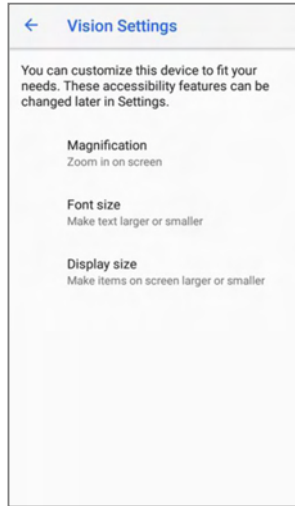 Vision Settings
You can customize this device to fit your
needs. These accessibility features can be
changed later in Settings.
Magnification
Zoom in on screen
Font size
Make text larger or smaller
Display size
Make items on screen larger or smaller